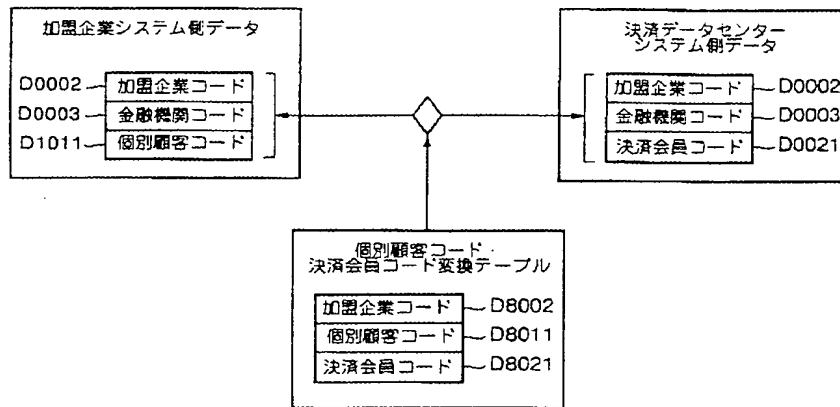 加盟企業システム側データ
D0002 加盟企業コード
D0003 金融機関コード
D1011 個別顧客コード
決済データセンター
システム側データ
加盟企業コード D0002
金融機関コード D0003
決済会員コード D0021
個別顧客コード・
決済会員コード変換テーブル
加盟企業コード D8002
個別顧客コード D8011
決済会員コード D8021